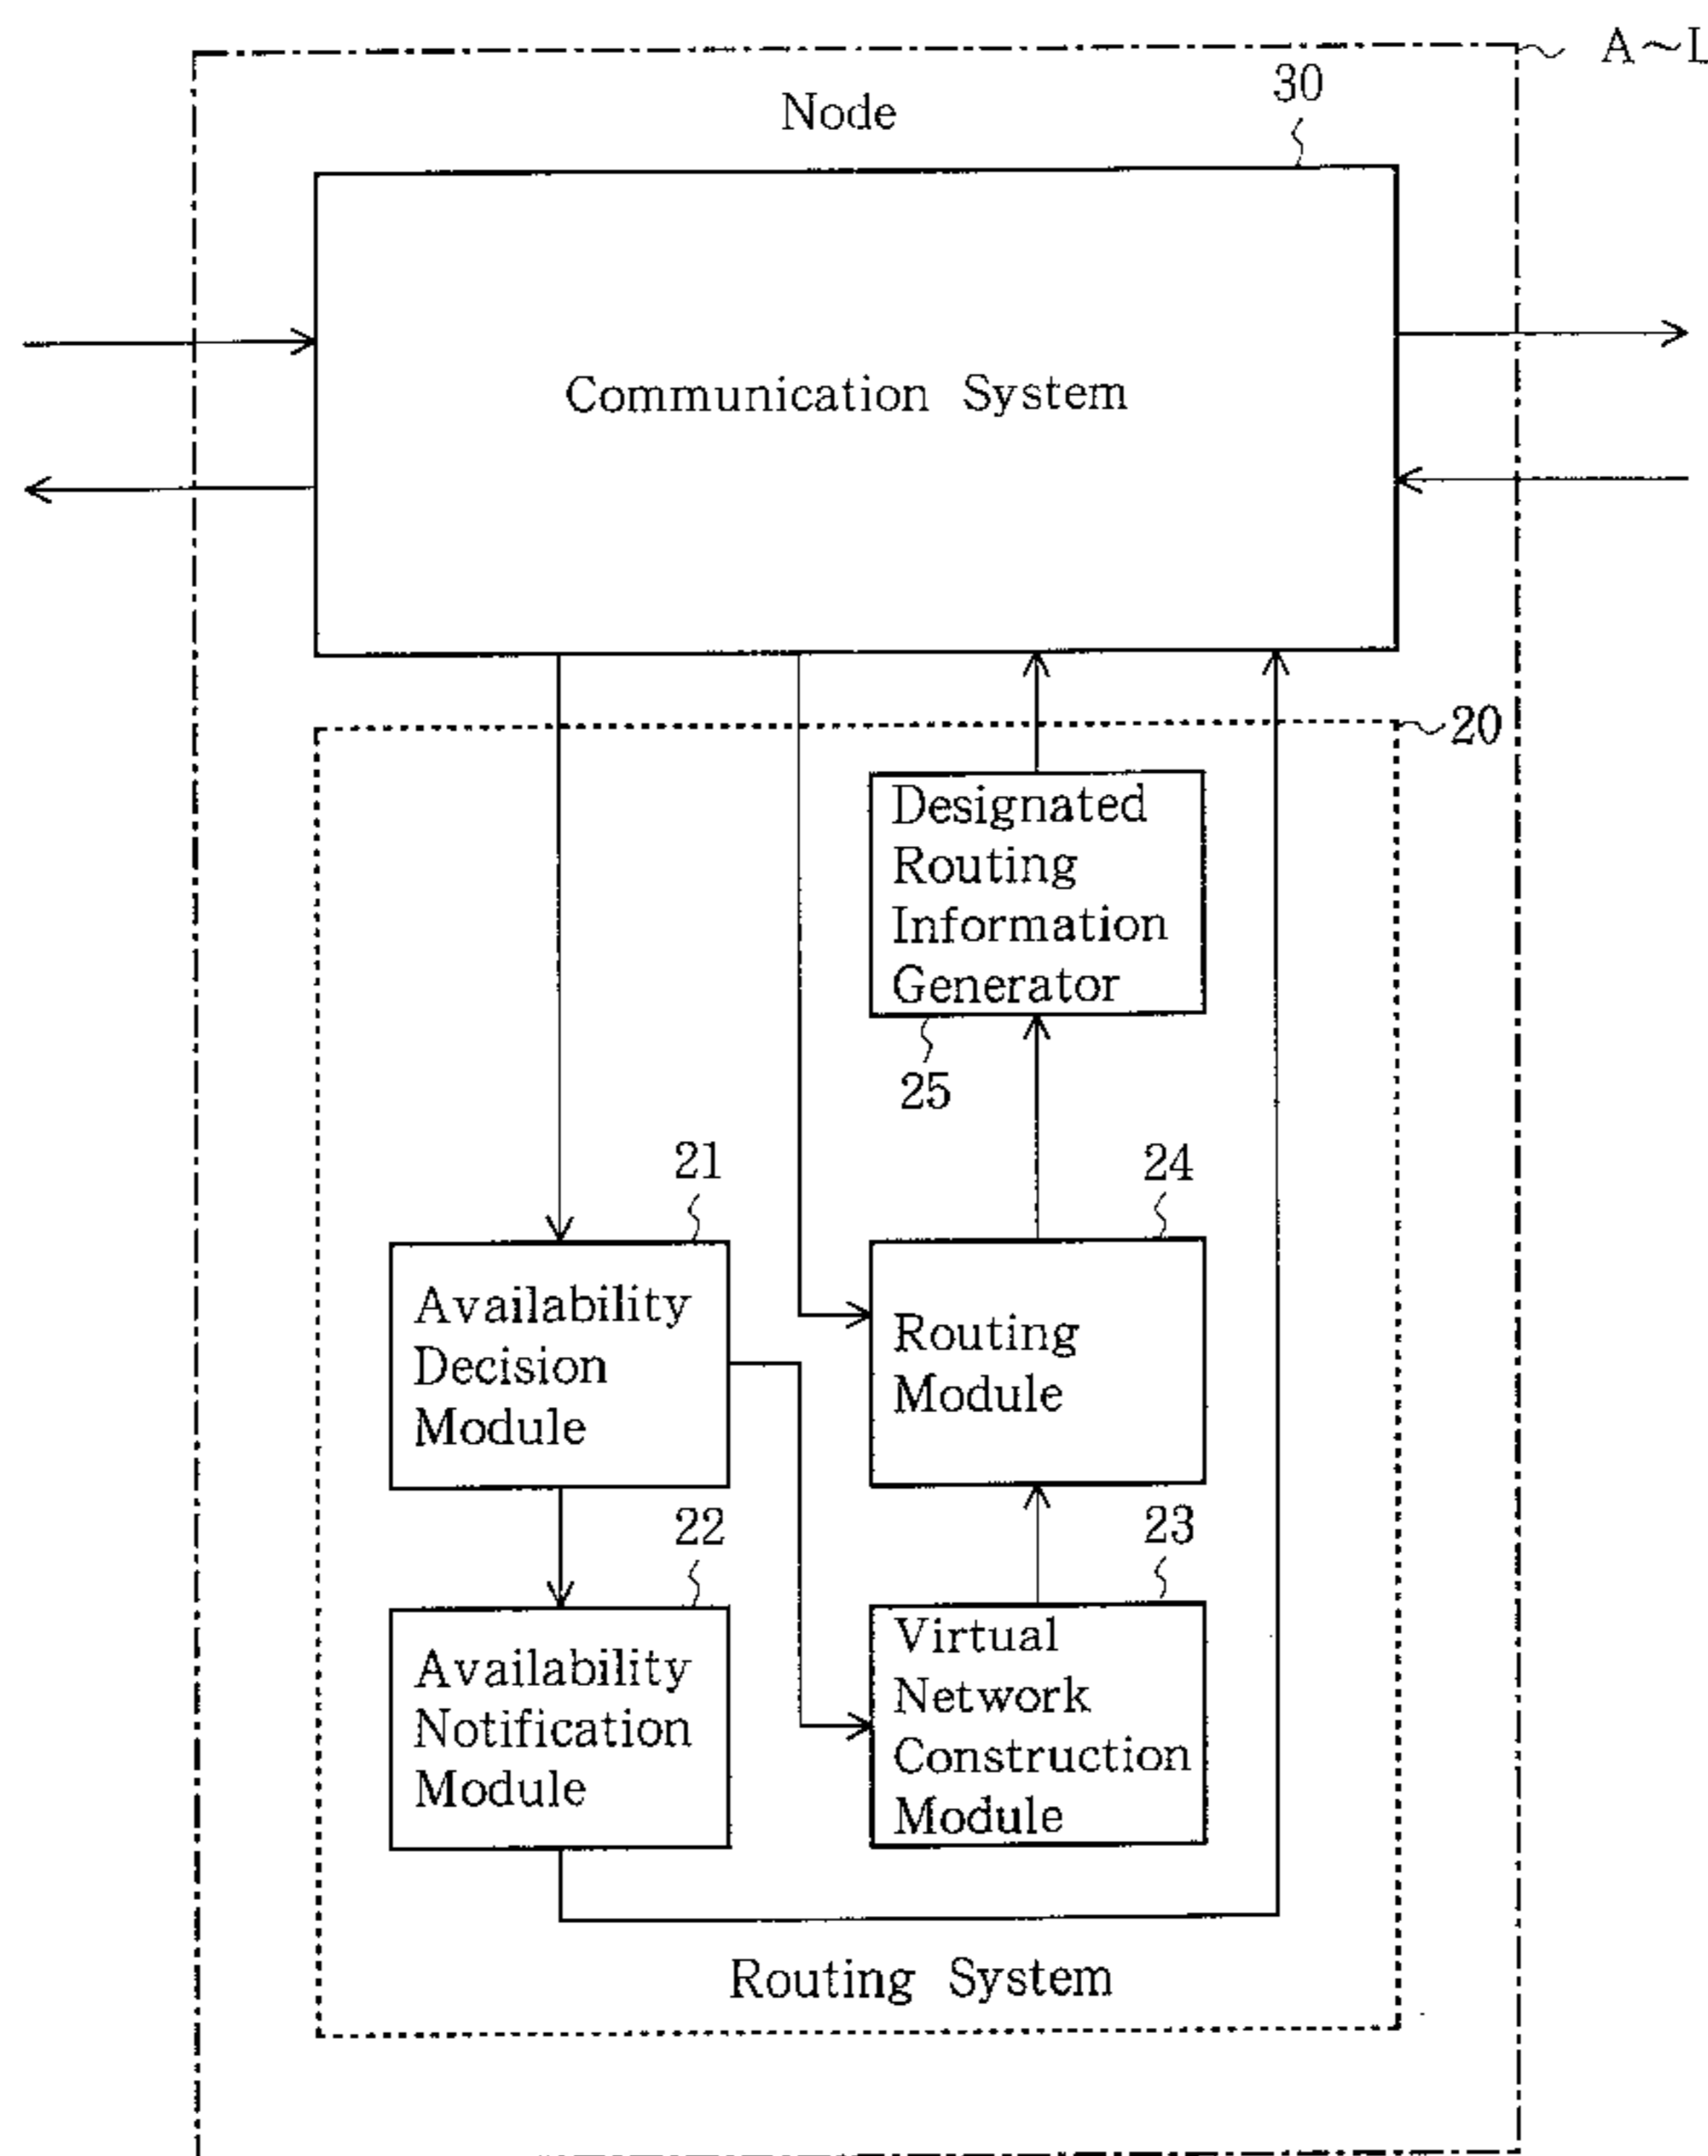 A~L
Node
30
Communication System
20
Designated
Routing
Information
Generator
25
21
24
Availability
Decision
Module
Routing
Module
22
23
Availability
Notification
Module
Virtual
Network
Construction
Module
Routing System